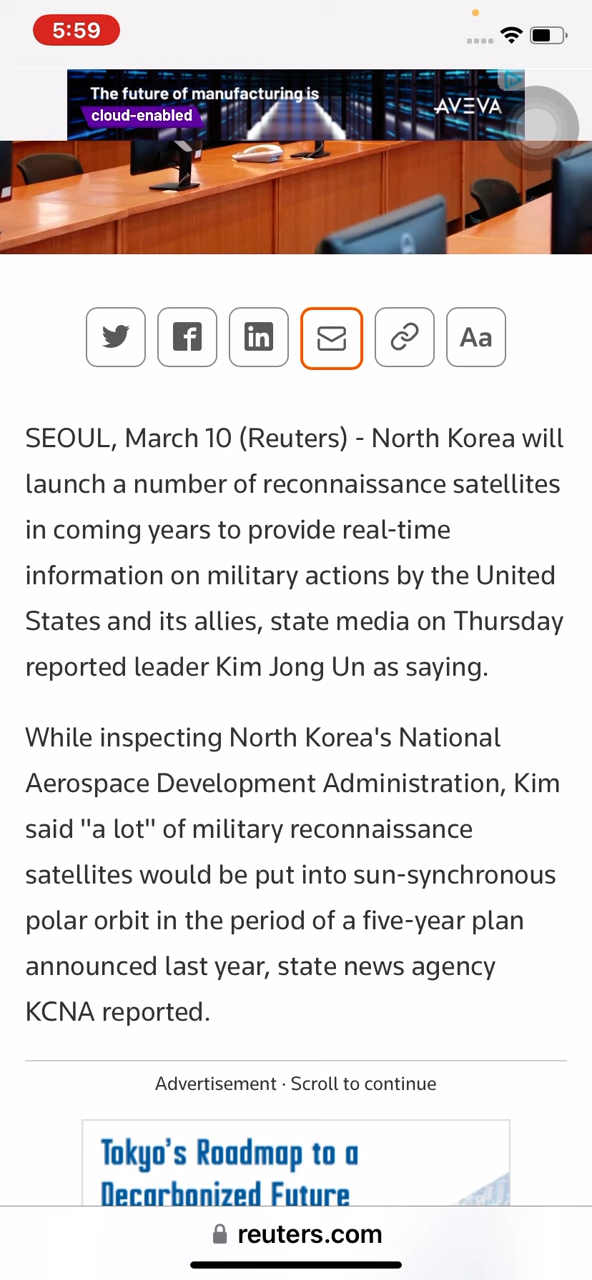 5:59
The future of manufacturing is
cloud-enabled
AVEVA
Aa
SEOUL, March 10 (Reuters) - North Korea will
launch a number of reconnaissance satellites
in coming years to provide real-time
information on military actions by the United
States and its allies, state media on Thursday
reported leader Kim Jong Un as saying.
While inspecting North Korea's National
Aerospace Development Administration, Kim
said "a lot" of military reconnaissance
satellites would be put into sun-synchronous
polar orbit in the period of a five-year plan
announced last year, state news agency
KCNA reported.
Advertisement · Scroll to continue
Tokyo's Roadmap to a
Decarbonized Future
reuters.com